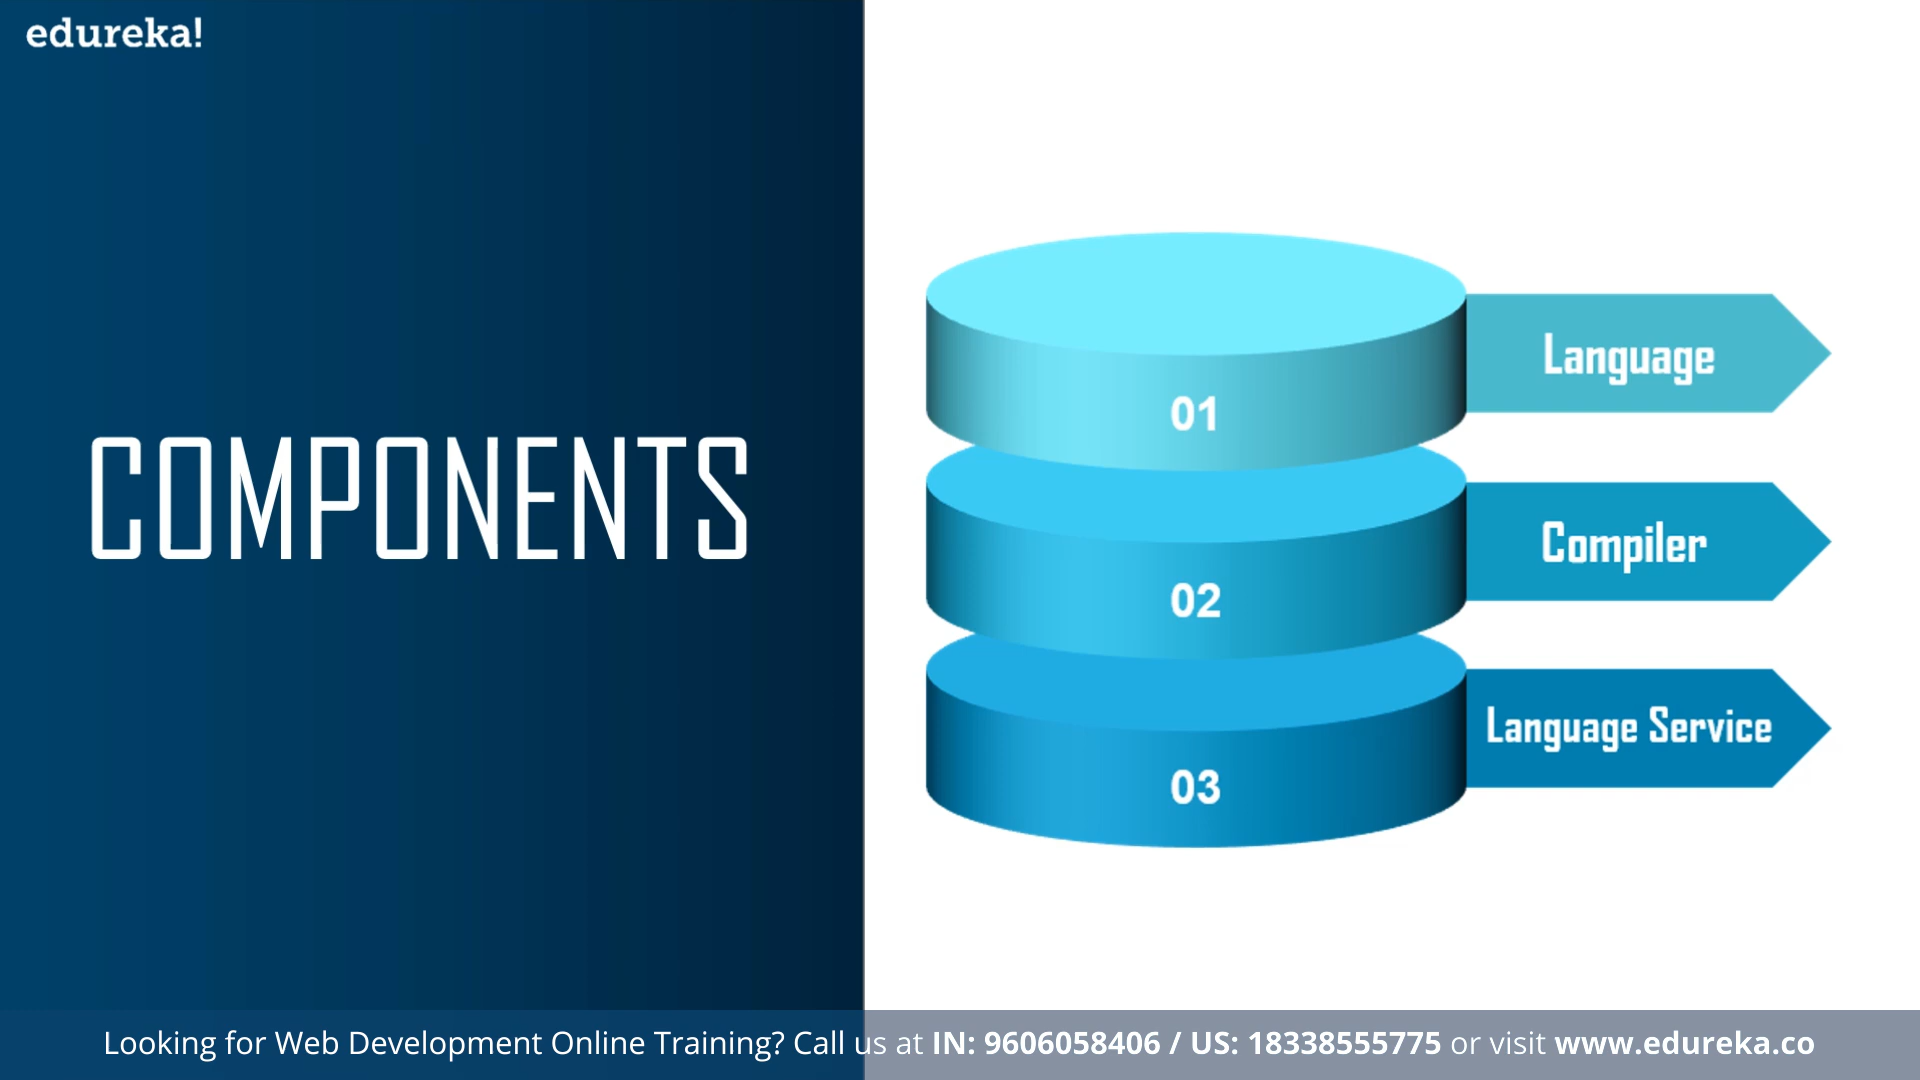 edureka!
COMPONENTS
01
Language
02
Compiler
03
Language Service
Looking for Web Development Online Training? Call us at IN: 9606058406 / US: 18338555775 or visit www.edureka.co